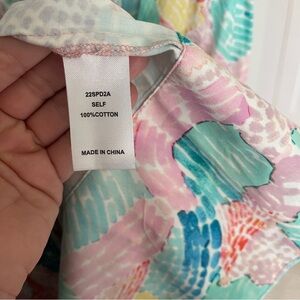 22SPD2A
SELF
100%COTTON
MADE IN CHINA